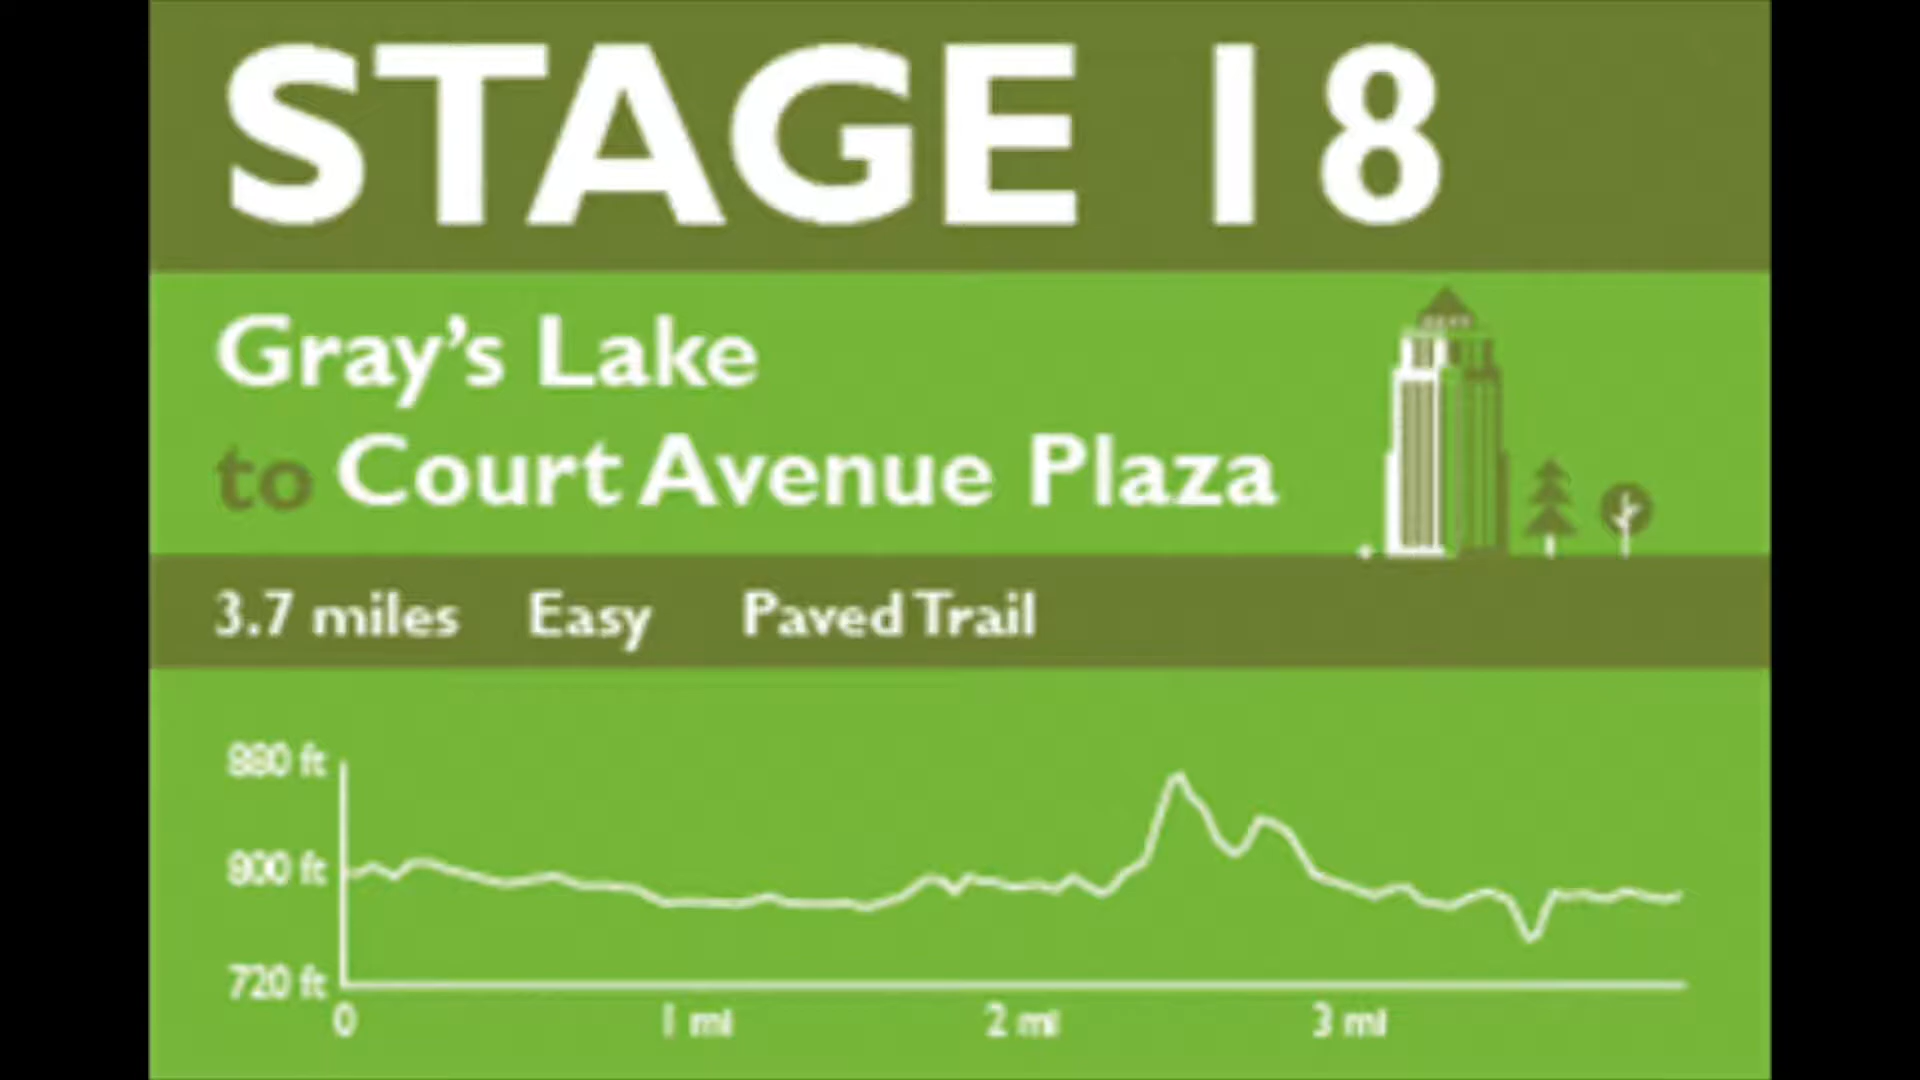 STAGE 18
Gray’s Lake
to Court Avenue Plaza
3.7 miles Easy Paved Trail
880 ft
800 ft
720 ft
0 1 mi 2 mi 3 mi